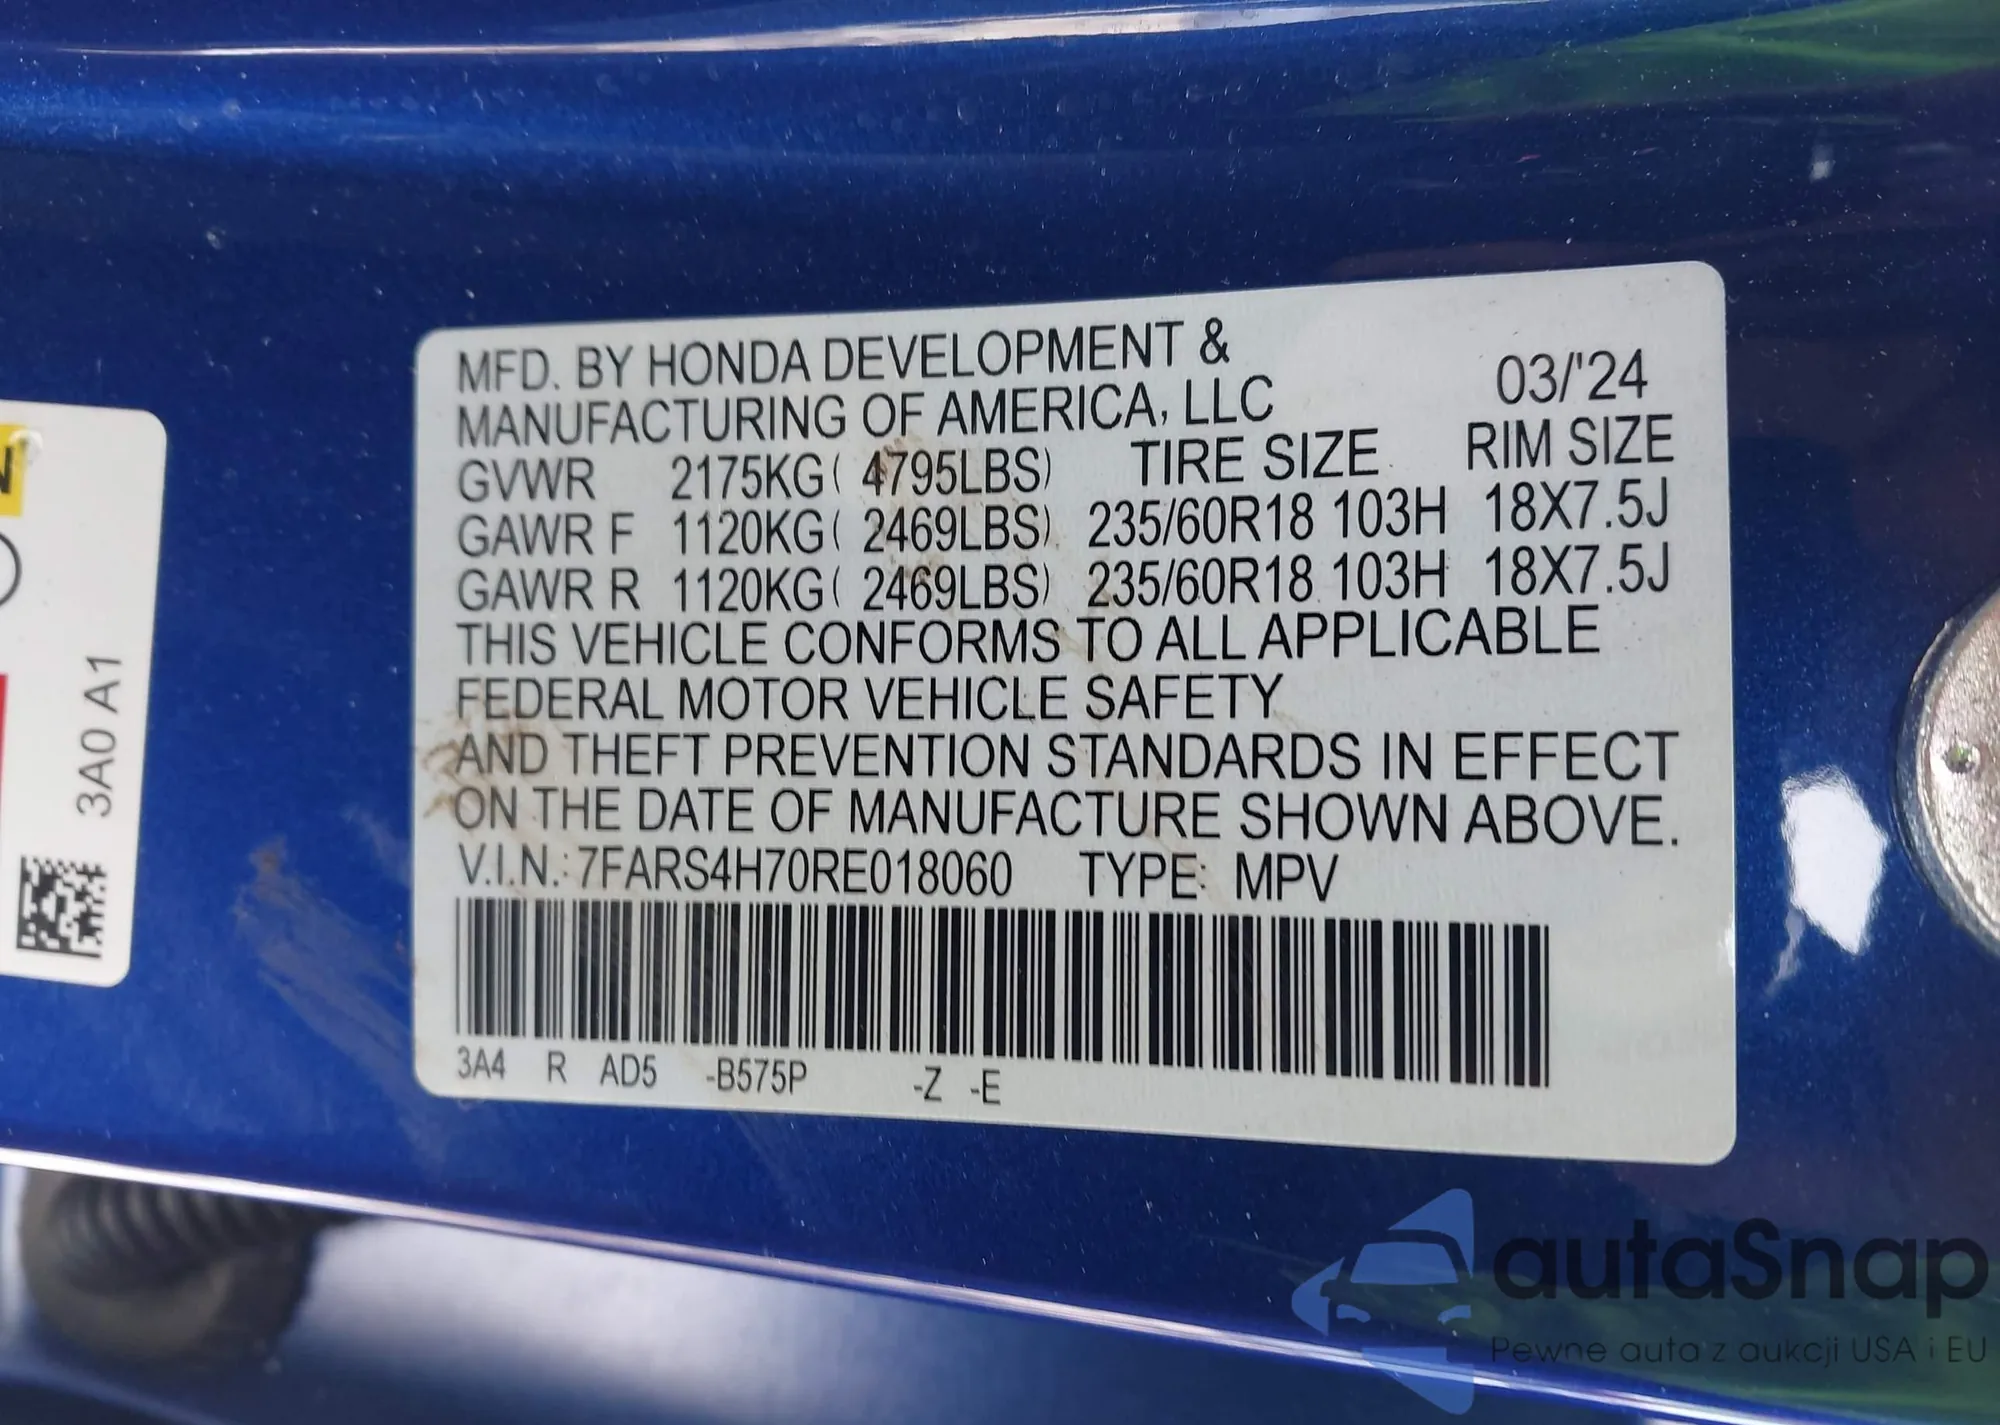 MFD. BY HONDA DEVELOPMENT &
MANUFACTURING OF AMERICA, LLC 03/'24
GVWR 2175KG( 4795LBS) TIRE SIZE RIM SIZE
GAWR F 1120KG( 2469LBS) 235/60R18 103H 18X7.5J
GAWR R 1120KG( 2469LBS) 235/60R18 103H 18X7.5J
THIS VEHICLE CONFORMS TO ALL APPLICABLE
FEDERAL MOTOR VEHICLE SAFETY
AND THEFT PREVENTION STANDARDS IN EFFECT
ON THE DATE OF MANUFACTURE SHOWN ABOVE.
V.I.N.: 7FARS4H70RE018060 TYPE: MPV
3A4 R AD5 -B575P -Z -E
N
3A0 A1
autaSnap
Pewne auta z aukcji USA i EU